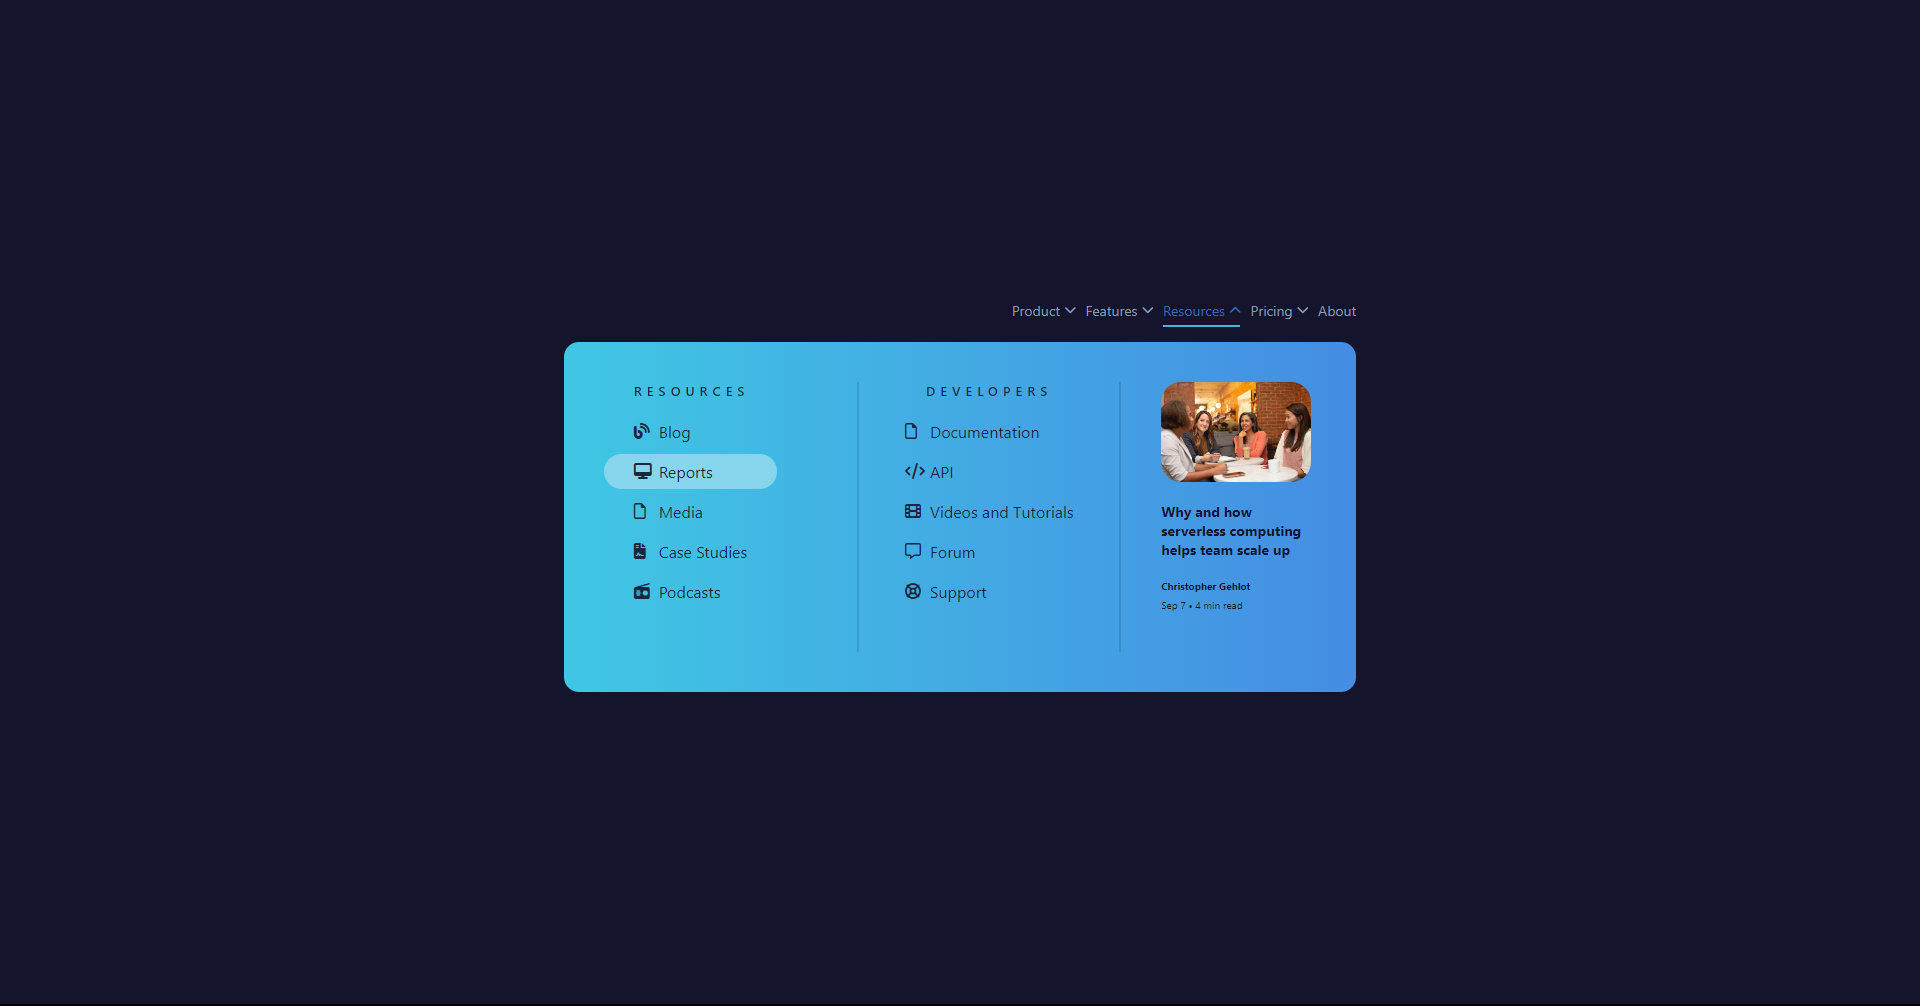 Product Features Resources Pricing About
RESOURCES
Blog
Reports
Media
Case Studies
Podcasts
DEVELOPERS
Documentation
API
Videos and Tutorials
Forum
Support
Why and how
serverless computing
helps team scale up
Christopher Gehlot
Sep 7 • 4 min read